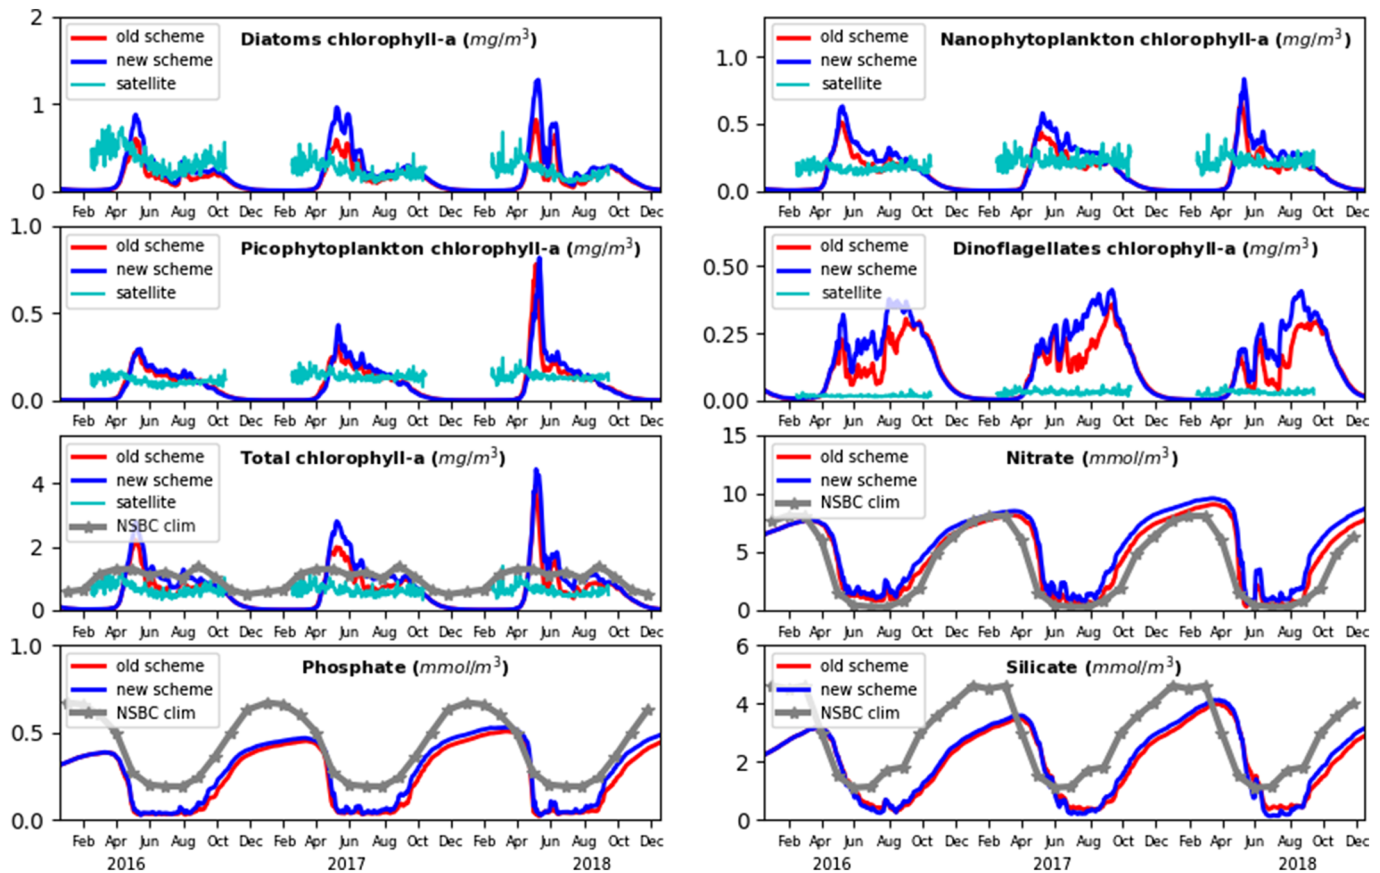 Diatoms chlorophyll-a (mg/m³)
old scheme
new scheme
satellite
2
1
0
Feb Apr Jun Aug Oct Dec Feb Apr Jun Aug Oct Dec Feb Apr Jun Aug Oct Dec
Nanophytoplankton chlorophyll-a (mg/m³)
old scheme
new scheme
satellite
1.0
0.5
0.0
Feb Apr Jun Aug Oct Dec Feb Apr Jun Aug Oct Dec Feb Apr Jun Aug Oct Dec
Picophytoplankton chlorophyll-a (mg/m³)
old scheme
new scheme
satellite
1.0
0.5
0.0
Feb Apr Jun Aug Oct Dec Feb Apr Jun Aug Oct Dec Feb Apr Jun Aug Oct Dec
Dinoflagellates chlorophyll-a (mg/m³)
old scheme
new scheme
satellite
0.50
0.25
0.00
Feb Apr Jun Aug Oct Dec Feb Apr Jun Aug Oct Dec Feb Apr Jun Aug Oct Dec
Total chlorophyll-a (mg/m³)
old scheme
new scheme
satellite
NSBC clim
4
2
0
Feb Apr Jun Aug Oct Dec Feb Apr Jun Aug Oct Dec Feb Apr Jun Aug Oct Dec
Nitrate (mmol/m³)
old scheme
new scheme
NSBC clim
15
10
5
0
Feb Apr Jun Aug Oct Dec Feb Apr Jun Aug Oct Dec Feb Apr Jun Aug Oct Dec
Phosphate (mmol/m³)
old scheme
new scheme
NSBC clim
1.0
0.5
0.0
Feb Apr Jun Aug Oct Dec Feb Apr Jun Aug Oct Dec Feb Apr Jun Aug Oct Dec
2016 2017 2018
Silicate (mmol/m³)
old scheme
new scheme
NSBC clim
6
4
2
0
Feb Apr Jun Aug Oct Dec Feb Apr Jun Aug Oct Dec Feb Apr Jun Aug Oct Dec
2016 2017 2018